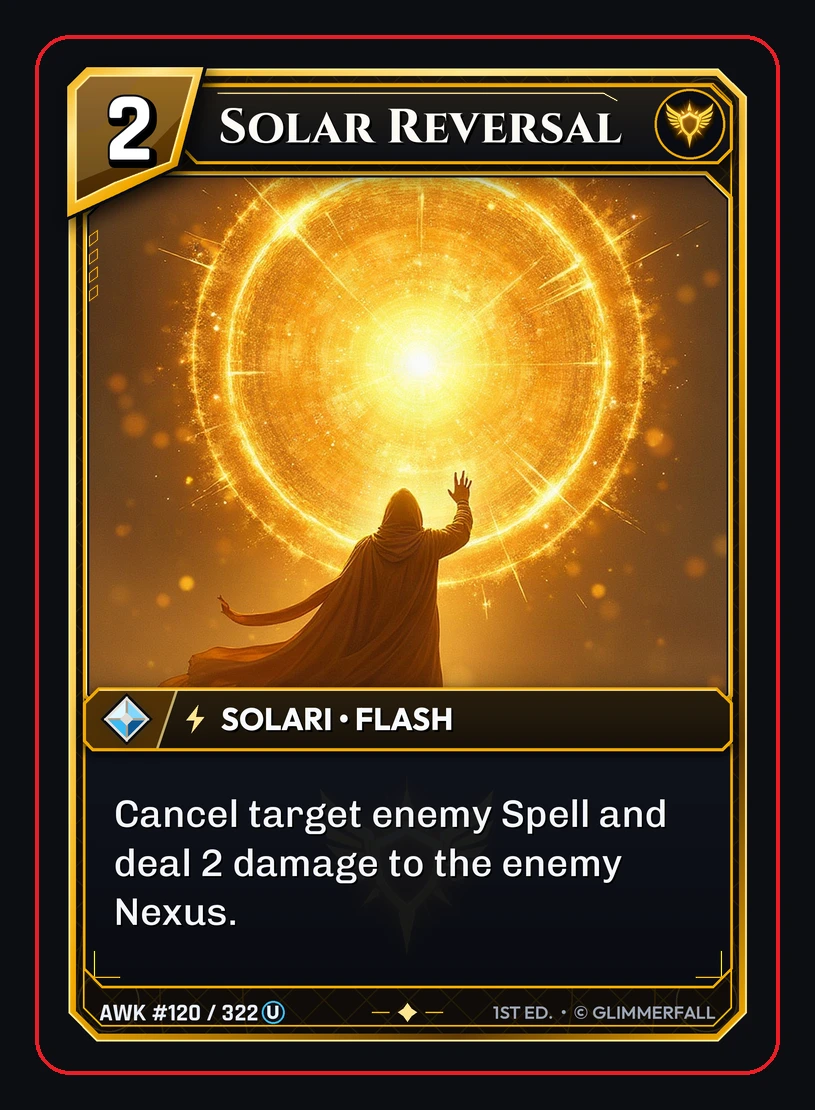 2
SOLAR REVERSAL
SOLARI • FLASH
Cancel target enemy Spell and
deal 2 damage to the enemy
Nexus.
AWK #120 / 322 U
1ST ED. • © GLIMMERFALL